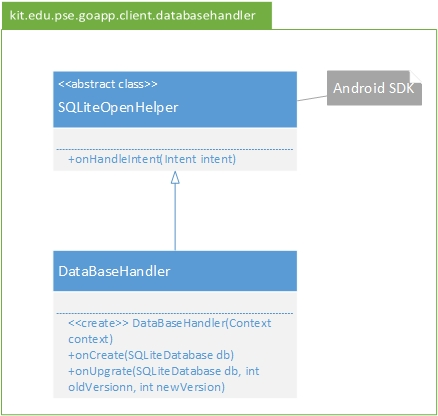 kit.edu.pse.goapp.client.databasehandler
<<abstract class>>
SQLiteOpenHelper
Android SDK
+onHandleIntent(Intent intent)
DataBaseHandler
<<create>> DataBaseHandler(Context
context)
+onCreate(SQLiteDatabase db)
+onUpgrate(SQLiteDatabase db, int
oldVersionn, int newVersion)